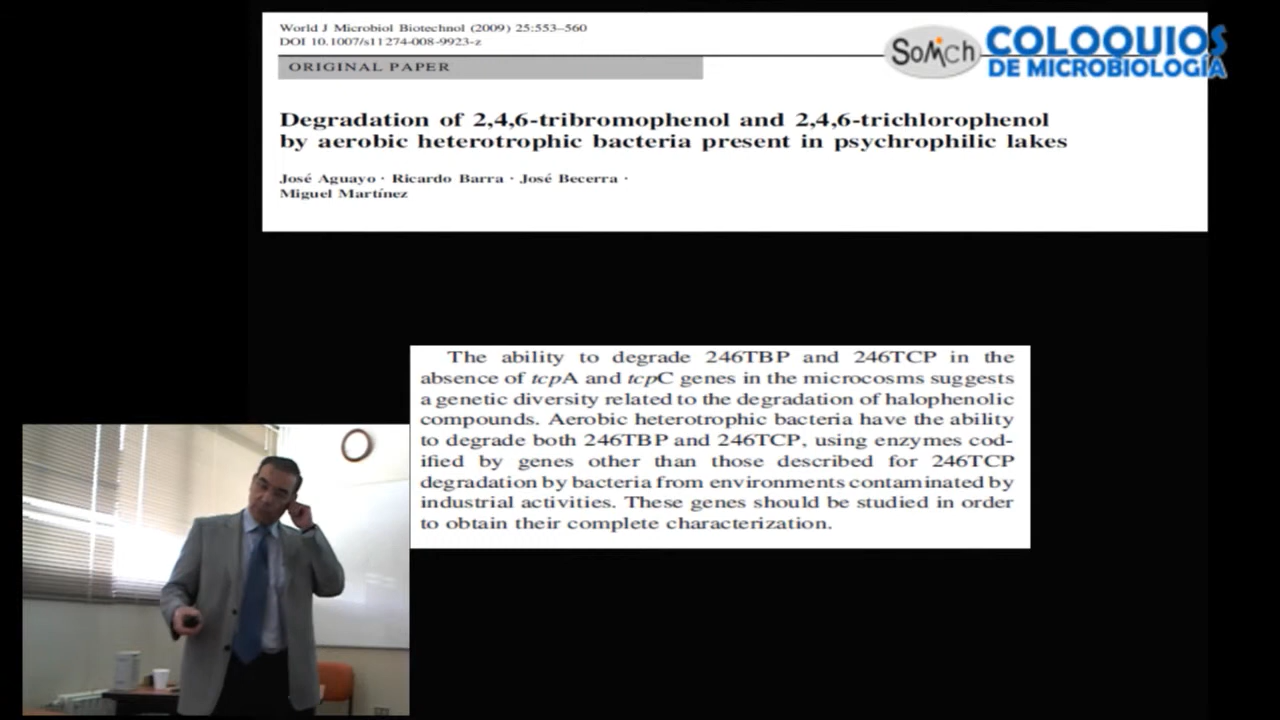 World J Microbiol Biotechnol (2009) 25:553–560
DOI 10.1007/s11274-008-9923-z
SoMich
COLOQUIOS
DE MICROBIOLOGÍA
ORIGINAL PAPER
Degradation of 2,4,6-tribromophenol and 2,4,6-trichlorophenol
by aerobic heterotrophic bacteria present in psychrophilic lakes
José Aguayo · Ricardo Barra · José Becerra ·
Miguel Martínez
The ability to degrade 246TBP and 246TCP in the
absence of tcpA and tcpC genes in the microcosms suggests
a genetic diversity related to the degradation of halophenolic
compounds. Aerobic heterotrophic bacteria have the ability
to degrade both 246TBP and 246TCP, using enzymes cod-
ified by genes other than those described for 246TCP
degradation by bacteria from environments contaminated by
industrial activities. These genes should be studied in order
to obtain their complete characterization.